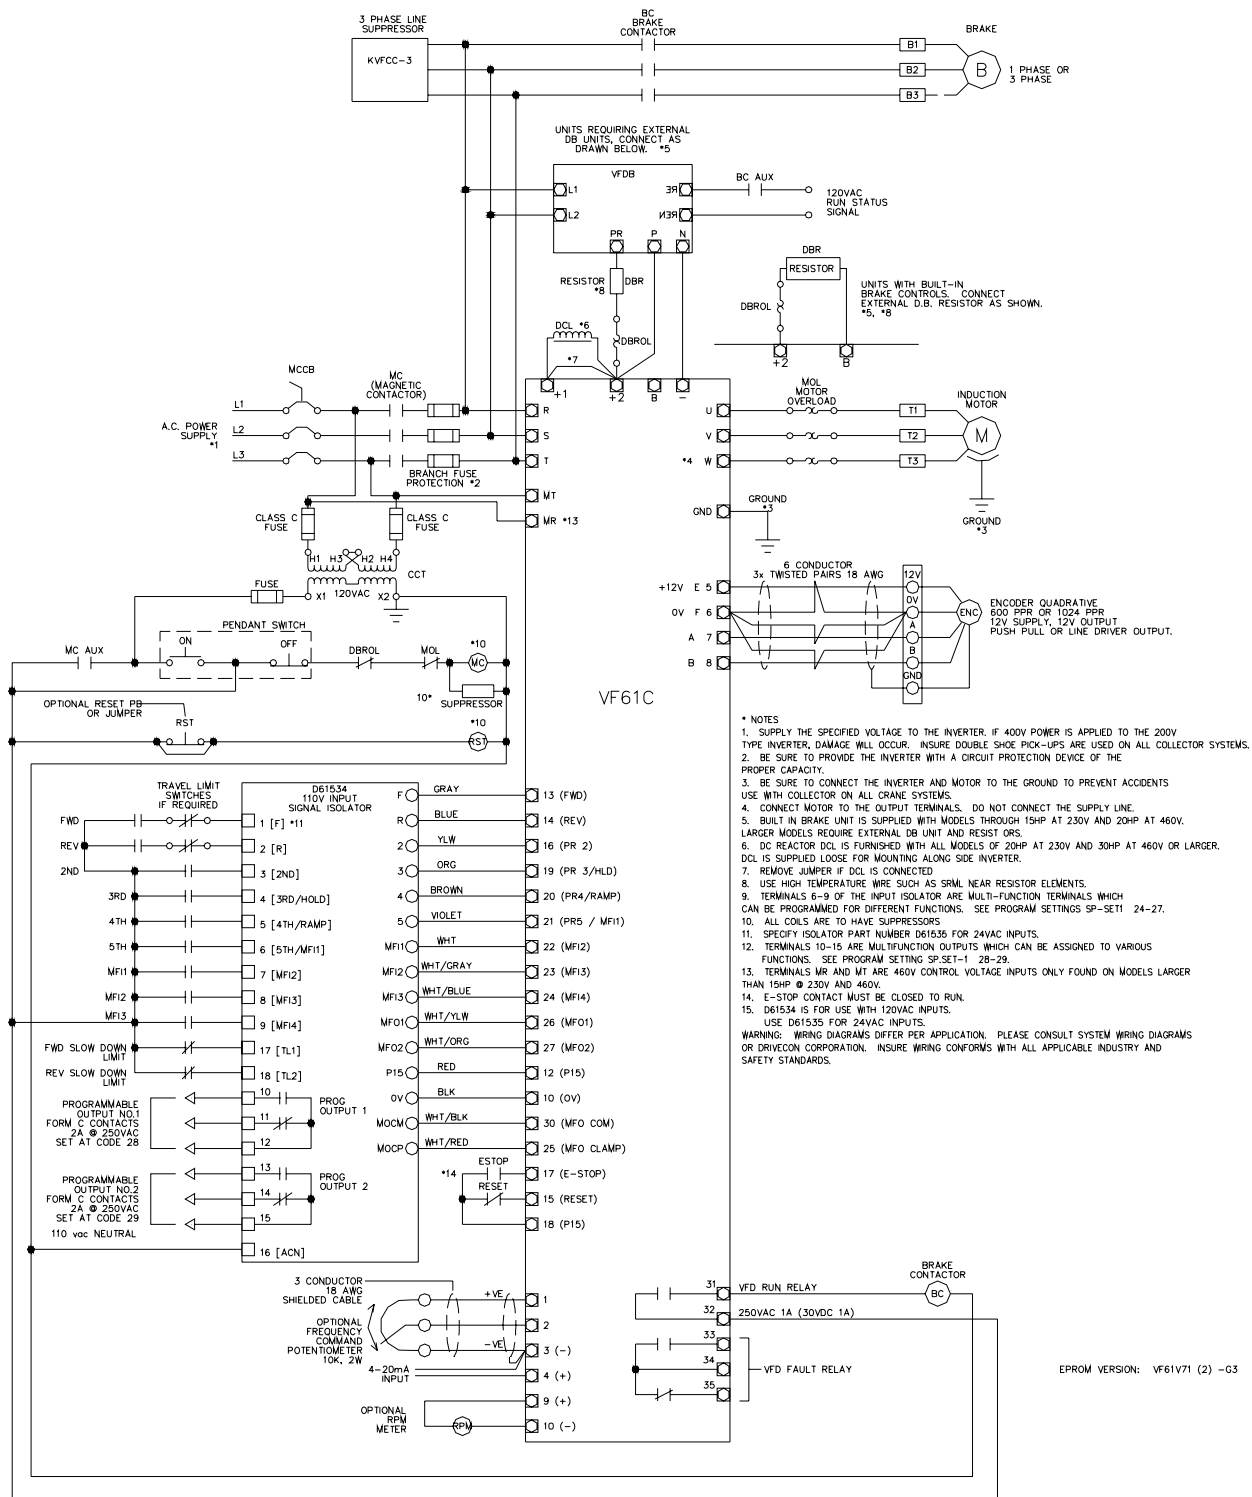 3 PHASE LINE
SUPPRESSOR
KVFCC-3
BC
BRAKE
CONTACTOR
BRAKE
B1
B2
B3
B
1 PHASE OR
3 PHASE
UNITS REQUIRING EXTERNAL
DB UNITS, CONNECT AS
DRAWN BELOW. *5
VFDB
L1
L2
PR
P
N
BC AUX
120VAC
RUN STATUS
SIGNAL
RESISTOR
*8
DBR
DBROL
DCL *6
*7
DBR
RESISTOR
DBROL
UNITS WITH BUILT-IN
BRAKE CONTROLS. CONNECT
EXTERNAL D.B. RESISTOR AS SHOWN.
*5, *8
+2
B
+1
+2
B
-
MCCB
MC
(MAGNETIC
CONTACTOR)
L1
L2
L3
A.C. POWER
SUPPLY
*1
BRANCH FUSE
PROTECTION *2
R
S
T
MT
MR *13
U
V
*4 W
GND
MOL
MOTOR
OVERLOAD
T1
T2
T3
INDUCTION
MOTOR
M
GROUND
*3
GROUND
*3
CLASS C
FUSE
CLASS C
FUSE
H1 H3 H2 H4
CCT
FUSE
X1 120VAC X2
PENDANT SWITCH
ON
OFF
MC AUX
DBROL
MOL
*10
MC
10*
SUPPRESSOR
OPTIONAL RESET PB
OR JUMPER
RST
*10
RST
6 CONDUCTOR
3x TWISTED PAIRS 18 AWG
+12V E 5
0V F 6
A 7
B 8
12V
0V
A
B
GND
ENC
ENCODER QUADRATIVE
600 PPR OR 1024 PPR
12V SUPPLY, 12V OUTPUT
PUSH PULL OR LINE DRIVER OUTPUT.
VF61C
* NOTES
1. SUPPLY THE SPECIFIED VOLTAGE TO THE INVERTER. IF 400V POWER IS APPLIED TO THE 200V
TYPE INVERTER, DAMAGE WILL OCCUR. INSURE DOUBLE SHOE PICK-UPS ARE USED ON ALL COLLECTOR SYSTEMS.
2. BE SURE TO PROVIDE THE INVERTER WITH A CIRCUIT PROTECTION DEVICE OF THE
PROPER CAPACITY.
3. BE SURE TO CONNECT THE INVERTER AND MOTOR TO THE GROUND TO PREVENT ACCIDENTS
USE WITH COLLECTOR ON ALL CRANE SYSTEMS.
4. CONNECT MOTOR TO THE OUTPUT TERMINALS. DO NOT CONNECT THE SUPPLY LINE.
5. BUILT IN BRAKE UNIT IS SUPPLIED WITH MODELS THROUGH 15HP AT 230V AND 20HP AT 460V.
LARGER MODELS REQUIRE EXTERNAL DB UNIT AND RESIST ORS.
6. DC REACTOR DCL IS FURNISHED WITH ALL MODELS OF 20HP AT 230V AND 30HP AT 460V OR LARGER.
DCL IS SUPPLIED LOOSE FOR MOUNTING ALONG SIDE INVERTER.
7. REMOVE JUMPER IF DCL IS CONNECTED
8. USE HIGH TEMPERATURE WIRE SUCH AS SRML NEAR RESISTOR ELEMENTS.
9. TERMINALS 6-9 OF THE INPUT ISOLATOR ARE MULTI-FUNCTION TERMINALS WHICH
CAN BE PROGRAMMED FOR DIFFERENT FUNCTIONS. SEE PROGRAM SETTINGS SP-SET1 24-27.
10. ALL COILS ARE TO HAVE SUPPRESSORS
11. SPECIFY ISOLATOR PART NUMBER D61535 FOR 24VAC INPUTS.
12. TERMINALS 10-15 ARE MULTIFUNCTION OUTPUTS WHICH CAN BE ASSIGNED TO VARIOUS
FUNCTIONS. SEE PROGRAM SETTING SP.SET-1 28-29.
13. TERMINALS MR AND MT ARE 460V CONTROL VOLTAGE INPUTS ONLY FOUND ON MODELS LARGER
THAN 15HP @ 230V AND 460V.
14. E-STOP CONTACT MUST BE CLOSED TO RUN.
15. D61534 IS FOR USE WITH 120VAC INPUTS.
USE D61535 FOR 24VAC INPUTS.
WARNING: WIRING DIAGRAMS DIFFER PER APPLICATION. PLEASE CONSULT SYSTEM WIRING DIAGRAMS
OR DRIVECON CORPORATION. INSURE WIRING CONFORMS WITH ALL APPLICABLE INDUSTRY AND
SAFETY STANDARDS.
TRAVEL LIMIT
SWITCHES
IF REQUIRED
D61534
110V INPUT
SIGNAL ISOLATOR
FWD
REV
2ND
3RD
4TH
5TH
MFI1
MFI2
MFI3
FWD SLOW DOWN
LIMIT
REV SLOW DOWN
LIMIT
1 [F] *11
2 [R]
3 [2ND]
4 [3RD/HOLD]
5 [4TH/RAMP]
6 [5TH/MFI1]
7 [MFI2]
8 [MFI3]
9 [MFI4]
17 [TL1]
18 [TL2]
10
11
12
PROG
OUTPUT 1
13
14
15
PROG
OUTPUT 2
16 [ACN]
PROGRAMMABLE
OUTPUT NO.1
FORM C CONTACTS
2A @ 250VAC
SET AT CODE 28
PROGRAMMABLE
OUTPUT NO.2
FORM C CONTACTS
2A @ 250VAC
SET AT CODE 29
110 vac NEUTRAL
F GRAY 13 (FWD)
R BLUE 14 (REV)
2 YLW 16 (PR 2)
3 ORG 19 (PR 3/HLD)
4 BROWN 20 (PR4/RAMP)
5 VIOLET 21 (PR5 / MFI1)
MFI1 WHT 22 (MFI2)
MFI2 WHT/GRAY 23 (MFI3)
MFI3 WHT/BLUE 24 (MFI4)
MFO1 WHT/YLW 26 (MFO1)
MFO2 WHT/ORG 27 (MFO2)
P15 RED 12 (P15)
0V BLK 10 (0V)
MOCM WHT/BLK 30 (MFO COM)
MOCP WHT/RED 25 (MFO CLAMP)
*14 ESTOP 17 (E-STOP)
RESET 15 (RESET)
18 (P15)
3 CONDUCTOR
18 AWG
SHIELDED CABLE
+VE
-VE
OPTIONAL
FREQUENCY
COMMAND
POTENTIOMETER
10K, 2W
4-20mA
INPUT
OPTIONAL
RPM
METER
RPM
1
2
3 (-)
4 (+)
9 (+)
10 (-)
31 VFD RUN RELAY
32 250VAC 1A (30VDC 1A)
33
34
35
VFD FAULT RELAY
BRAKE
CONTACTOR
BC
EPROM VERSION: VF61V71 (2) -G3